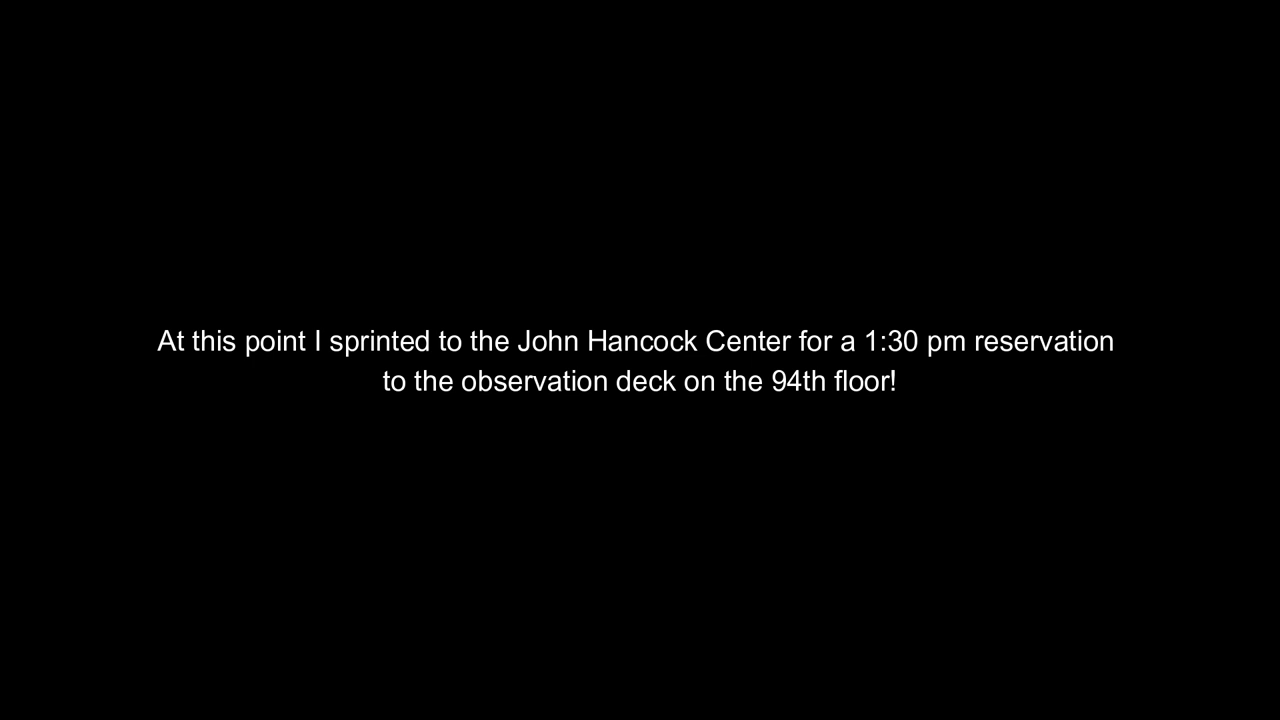 At this point I sprinted to the John Hancock Center for a 1:30 pm reservation
to the observation deck on the 94th floor!